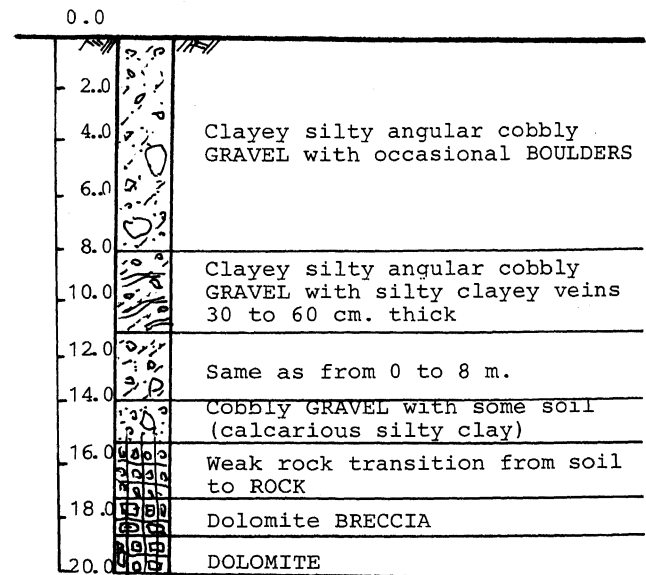 0.0
2.0
4.0
Clayey silty angular cobbly
GRAVEL with occasional BOULDERS
6.0
8.0
Clayey silty angular cobbly
GRAVEL with silty clayey veins
30 to 60 cm. thick
10.0
12.0
Same as from 0 to 8 m.
14.0
Cobbly GRAVEL with some soil
(calcarious silty clay)
16.0
Weak rock transition from soil
to ROCK
18.0
Dolomite BRECCIA
20.0
DOLOMITE